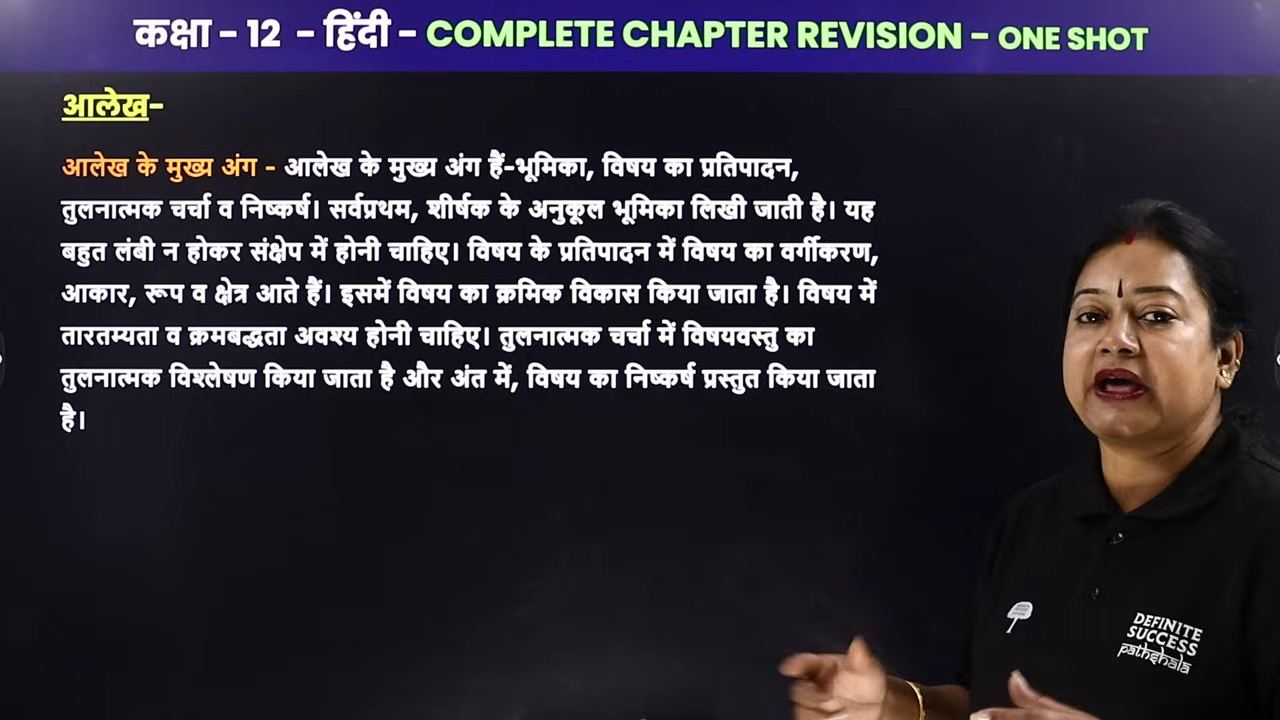 कक्षा - 12 - हिंदी - COMPLETE CHAPTER REVISION - ONE SHOT
आलेख-
आलेख के मुख्य अंग - आलेख के मुख्य अंग हैं-भूमिका, विषय का प्रतिपादन,
तुलनात्मक चर्चा व निष्कर्ष। सर्वप्रथम, शीर्षक के अनुकूल भूमिका लिखी जाती है। यह
बहुत लंबी न होकर संक्षेप में होनी चाहिए। विषय के प्रतिपादन में विषय का वर्गीकरण,
आकार, रूप व क्षेत्र आते हैं। इसमें विषय का क्रमिक विकास किया जाता है। विषय में
तारतम्यता व क्रमबद्धता अवश्य होनी चाहिए। तुलनात्मक चर्चा में विषयवस्तु का
तुलनात्मक विश्लेषण किया जाता है और अंत में, विषय का निष्कर्ष प्रस्तुत किया जाता
है।
DEFINITE
SUCCESS
pathshala